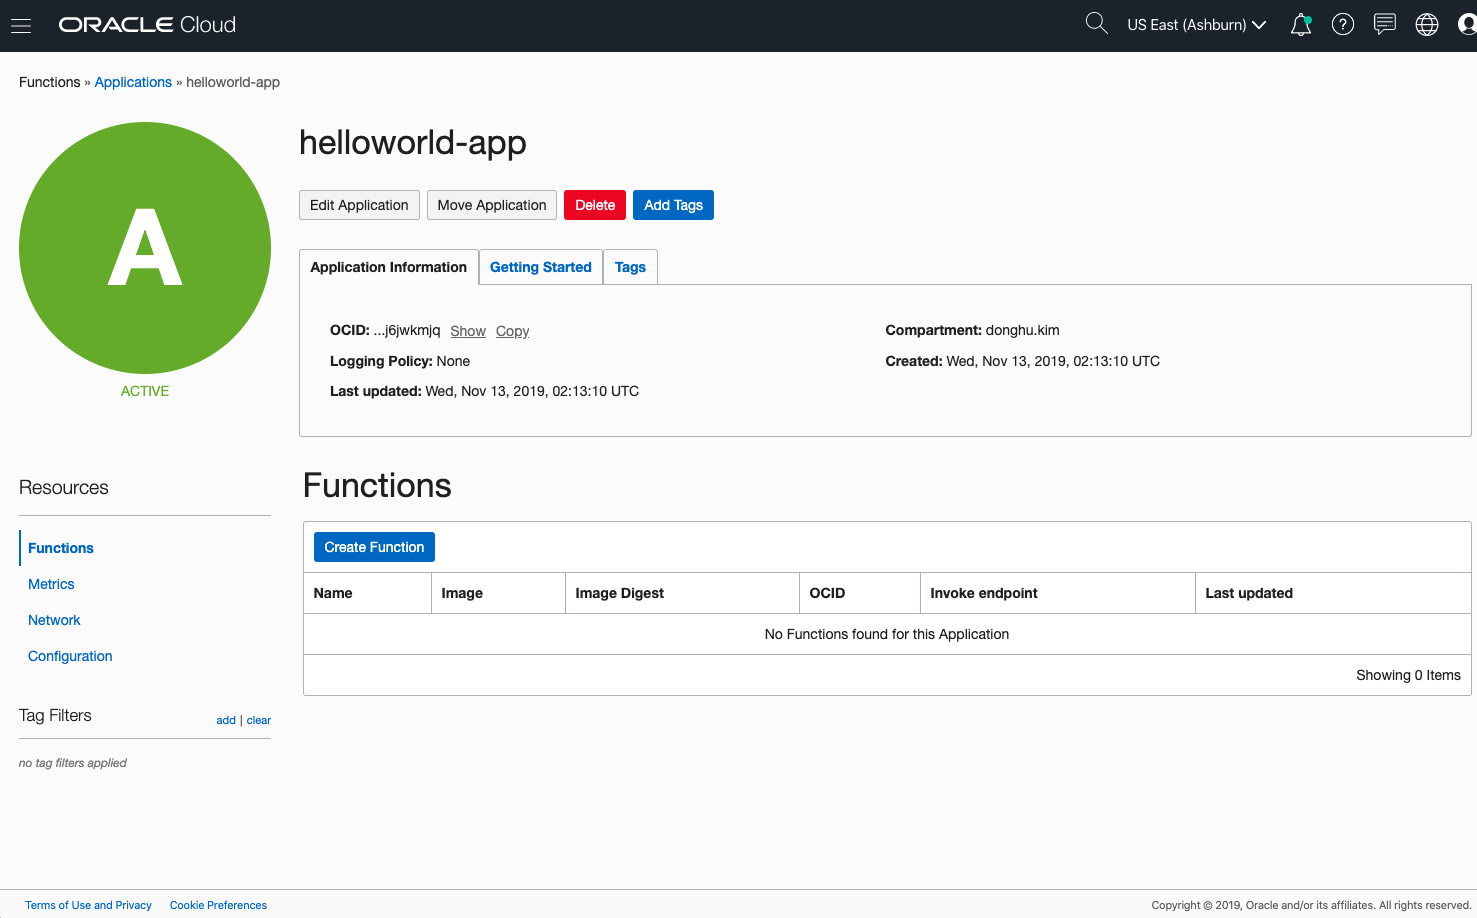 ORACLE Cloud
US East (Ashburn)
Functions » Applications » helloworld-app
A
ACTIVE
helloworld-app
Edit Application Move Application Delete Add Tags
Application Information Getting Started Tags
OCID: ...j6jwkmjq Show Copy
Compartment: donghu.kim
Logging Policy: None
Created: Wed, Nov 13, 2019, 02:13:10 UTC
Last updated: Wed, Nov 13, 2019, 02:13:10 UTC
Resources
Functions
Metrics
Network
Configuration
Tag Filters add | clear
no tag filters applied
Functions
Create Function
Name Image Image Digest OCID Invoke endpoint Last updated
No Functions found for this Application
Showing 0 Items
Terms of Use and Privacy Cookie Preferences
Copyright © 2019, Oracle and/or its affiliates. All rights reserved.